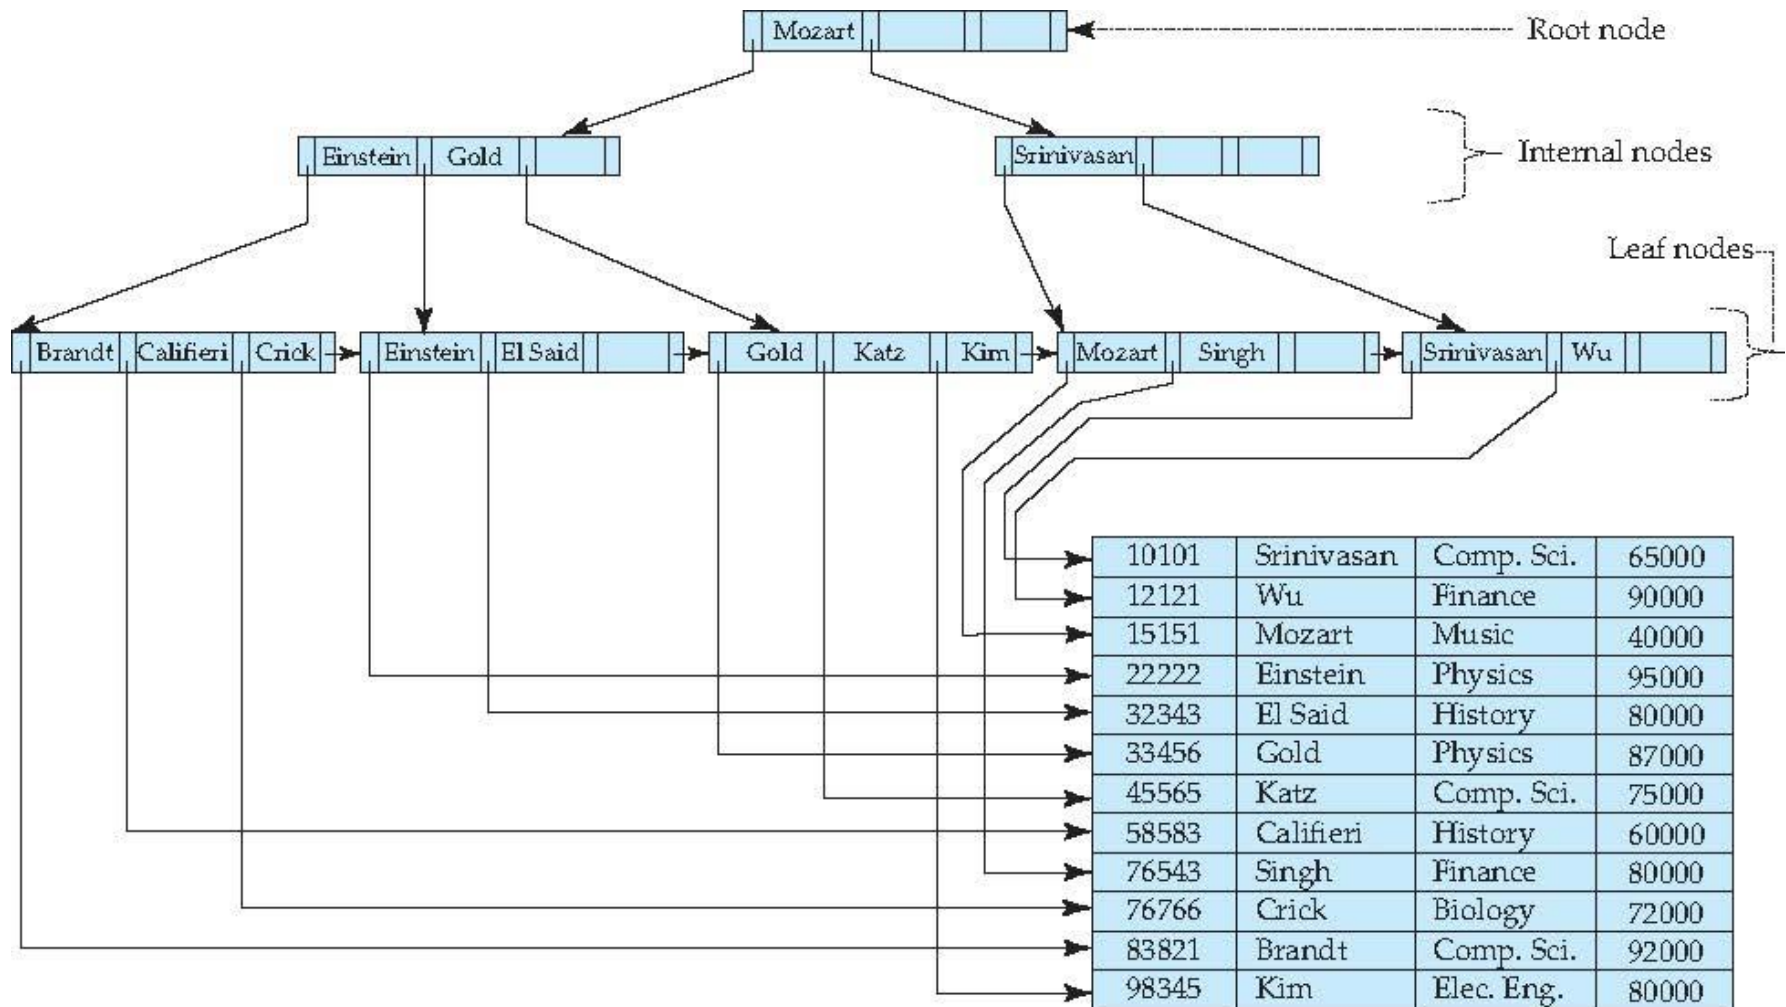 Mozart
Root node
Einstein Gold
Srinivasan
Internal nodes
Leaf nodes
Brandt Califieri Crick Einstein El Said Gold Katz Kim Mozart Singh Srinivasan Wu
10101 Srinivasan Comp. Sci. 65000
12121 Wu Finance 90000
15151 Mozart Music 40000
22222 Einstein Physics 95000
32343 El Said History 80000
33456 Gold Physics 87000
45565 Katz Comp. Sci. 75000
58583 Califieri History 60000
76543 Singh Finance 80000
76766 Crick Biology 72000
83821 Brandt Comp. Sci. 92000
98345 Kim Elec. Eng. 80000